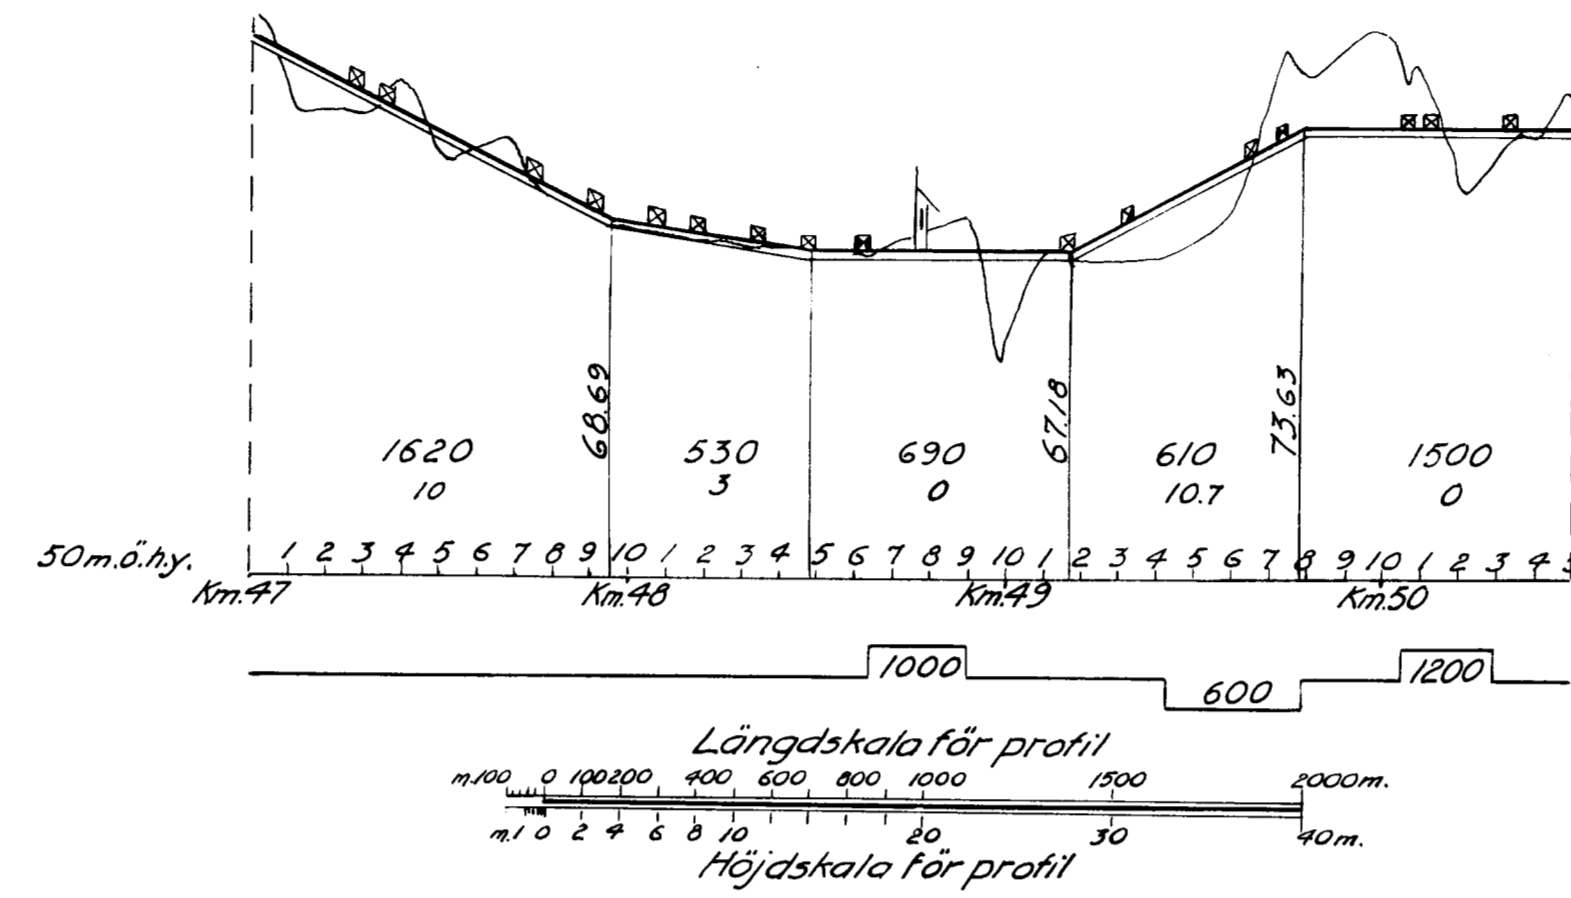 68.69
67.18
73.63
1620 530 690 610 1500
10 3 0 10.7 0
50m.ö.h.y. 1 2 3 4 5 6 7 8 9 10 1 2 3 4 5 6 7 8 9 10 1 2 3 4 5 6 7 8 9 10 1 2 3 4 5
Km.47 Km.48 Km.49 Km.50
1000 600 1200
Längdskala för profil
m.100 0 100 200 400 600 800 1000 1500 2000m.
m.1 0 2 4 6 8 10 20 30 40m.
Höjdskala för profil